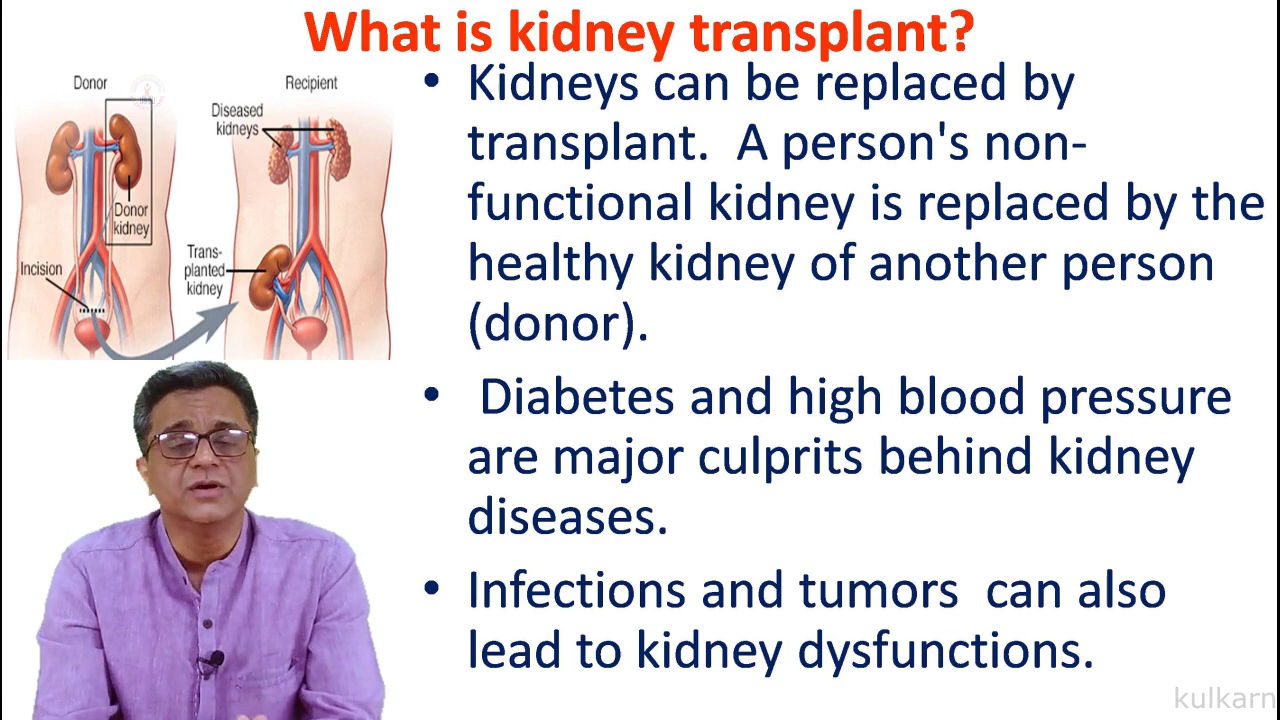 What is kidney transplant?
Donor
Recipient
Diseased
kidneys
Donor
kidney
Incision
Trans-
planted
kidney
• Kidneys can be replaced by
transplant.  A person's non-
functional kidney is replaced by the
healthy kidney of another person
(donor).
•  Diabetes and high blood pressure
are major culprits behind kidney
diseases.
• Infections and tumors  can also
lead to kidney dysfunctions.
kulkarn